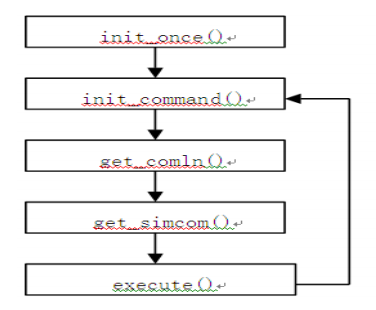 init_once()
init_command()
get_comln()
get_simcom()
execute()